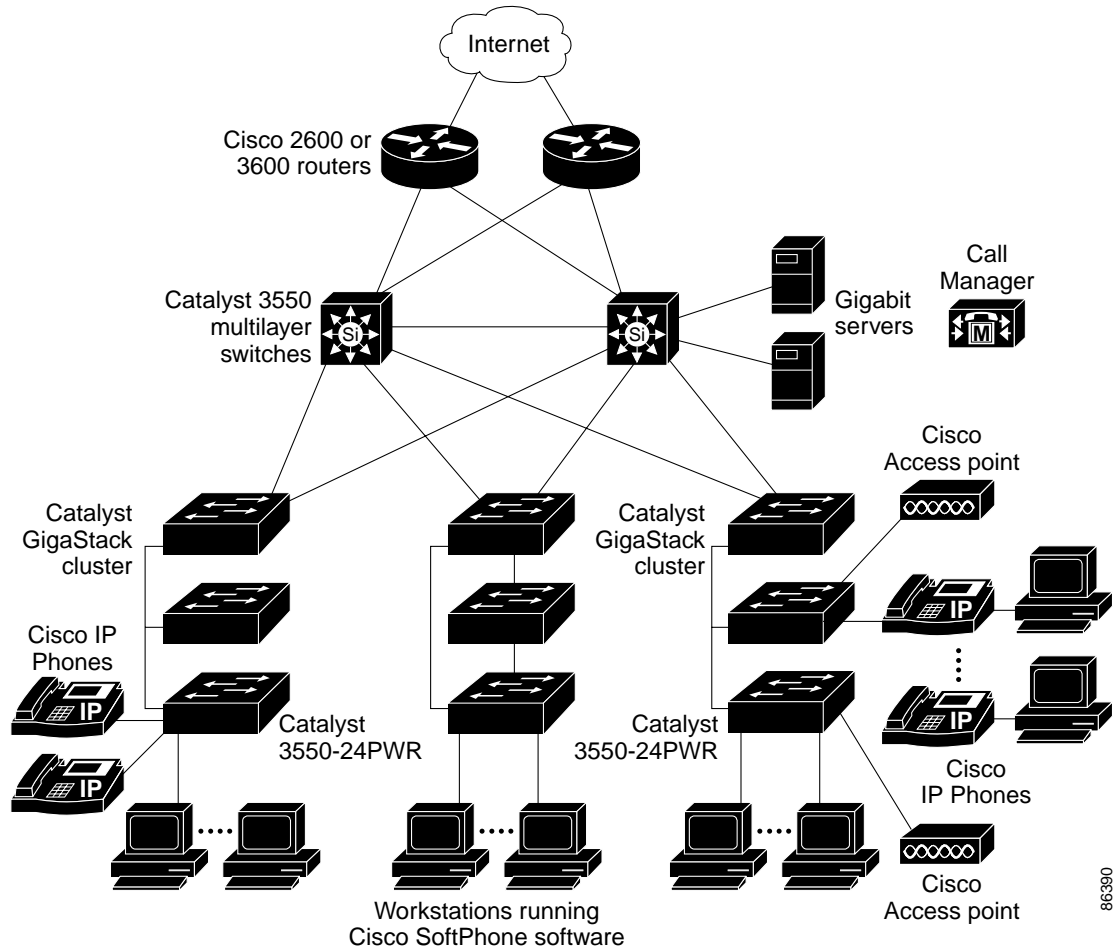 Internet
Cisco 2600 or
3600 routers
Catalyst 3550
multilayer
switches
Si
Si
Gigabit
servers
Call
Manager
M
Cisco
Access point
Catalyst
GigaStack
cluster
Catalyst
GigaStack
cluster
IP
IP
Cisco IP
Phones
IP
IP
Catalyst
3550-24PWR
Catalyst
3550-24PWR
Cisco
IP Phones
Workstations running
Cisco SoftPhone software
Cisco
Access point
86390